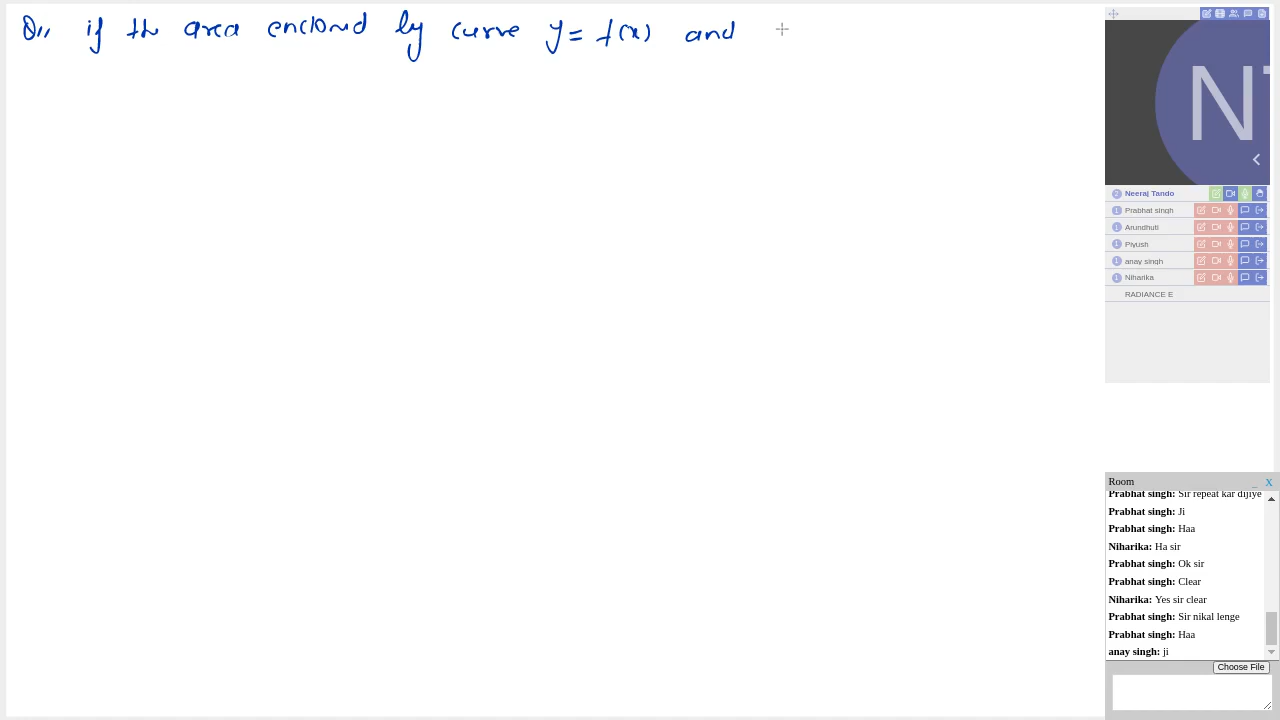 Q11 if the area enclosed by curve y = f(x) and
NT
Neeraj Tando
Prabhat singh
Arundhuti
Piyush
anay singh
Niharika
RADIANCE E
Room _ X
Prabhat singh: Sir repeat kar dijiye
Prabhat singh: Ji
Prabhat singh: Haa
Niharika: Ha sir
Prabhat singh: Ok sir
Prabhat singh: Clear
Niharika: Yes sir clear
Prabhat singh: Sir nikal lenge
Prabhat singh: Haa
anay singh: ji
Choose File